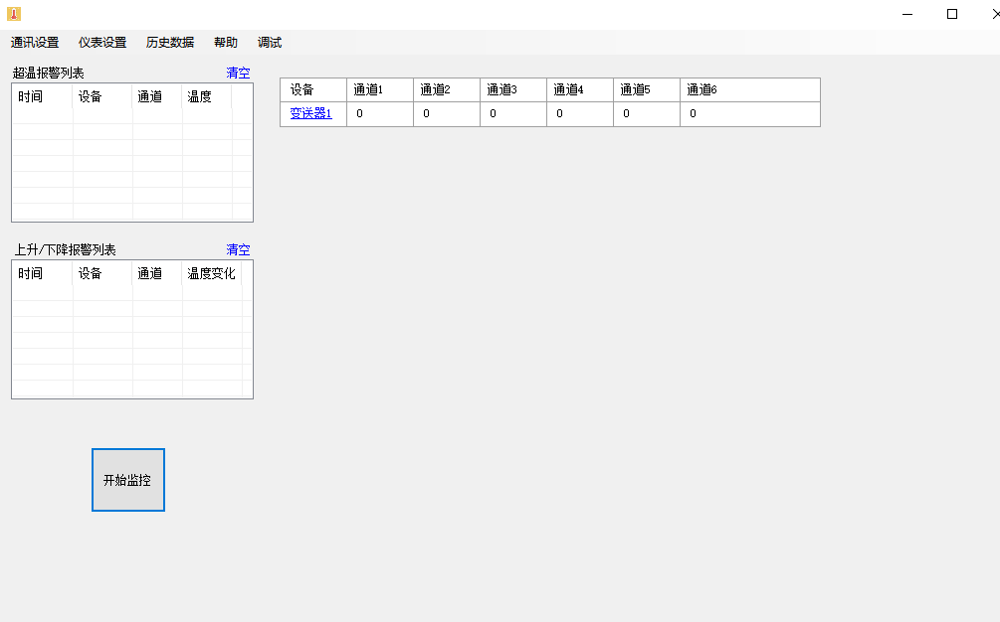 通讯设置 仪表设置 历史数据 帮助 调试
超温报警列表 清空
时间 设备 通道 温度
上升/下降报警列表 清空
时间 设备 通道 温度变化
开始监控
设备 通道1 通道2 通道3 通道4 通道5 通道6
变送器1 0 0 0 0 0 0